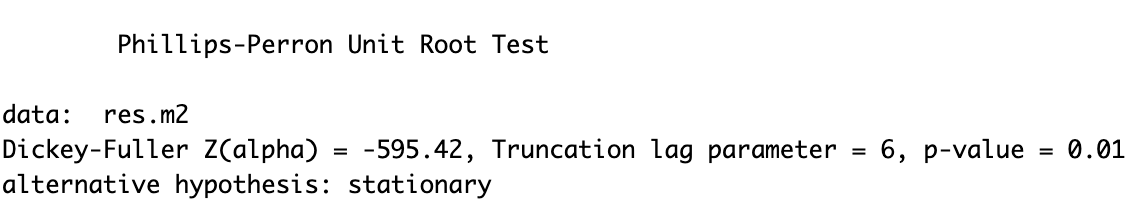 Phillips-Perron Unit Root Test
data:  res.m2
Dickey-Fuller Z(alpha) = -595.42, Truncation lag parameter = 6, p-value = 0.01
alternative hypothesis: stationary